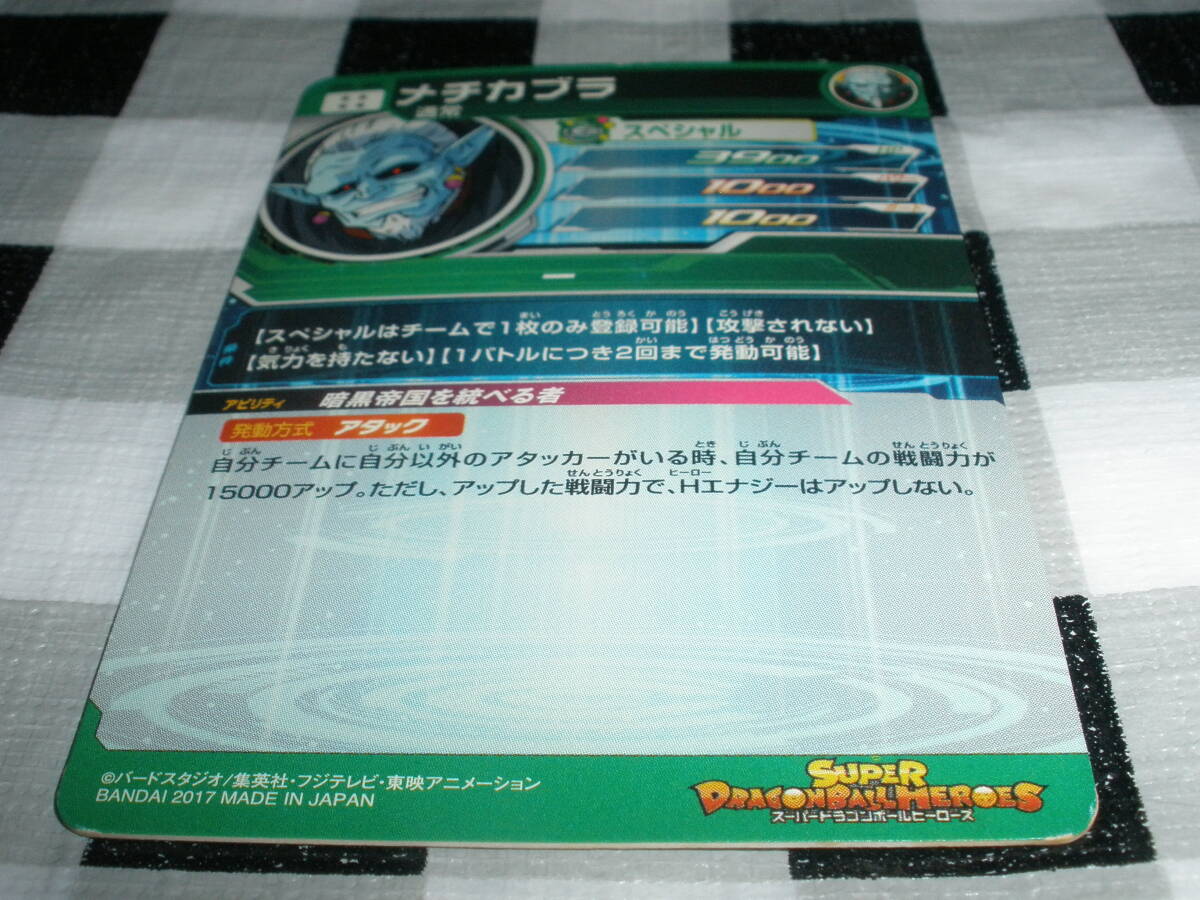 メチカブラ
スペシャル
3900
1000
1000
ー
【スペシャルはチームで1枚のみ登録可能】【攻撃されない】
【気力を持たない】【1バトルにつき2回まで発動可能】
アビリティ 暗黒帝国を統べる者
発動方式 アタック
自分チームに自分以外のアタッカーがいる時、自分チームの戦闘力が
15000アップ。ただし、アップした戦闘力で、Hエナジーはアップしない。
©バードスタジオ/集英社・フジテレビ・東映アニメーション
BANDAI 2017 MADE IN JAPAN
SUPER
DRAGONBALL HEROES
スーパードラゴンボールヒーローズ